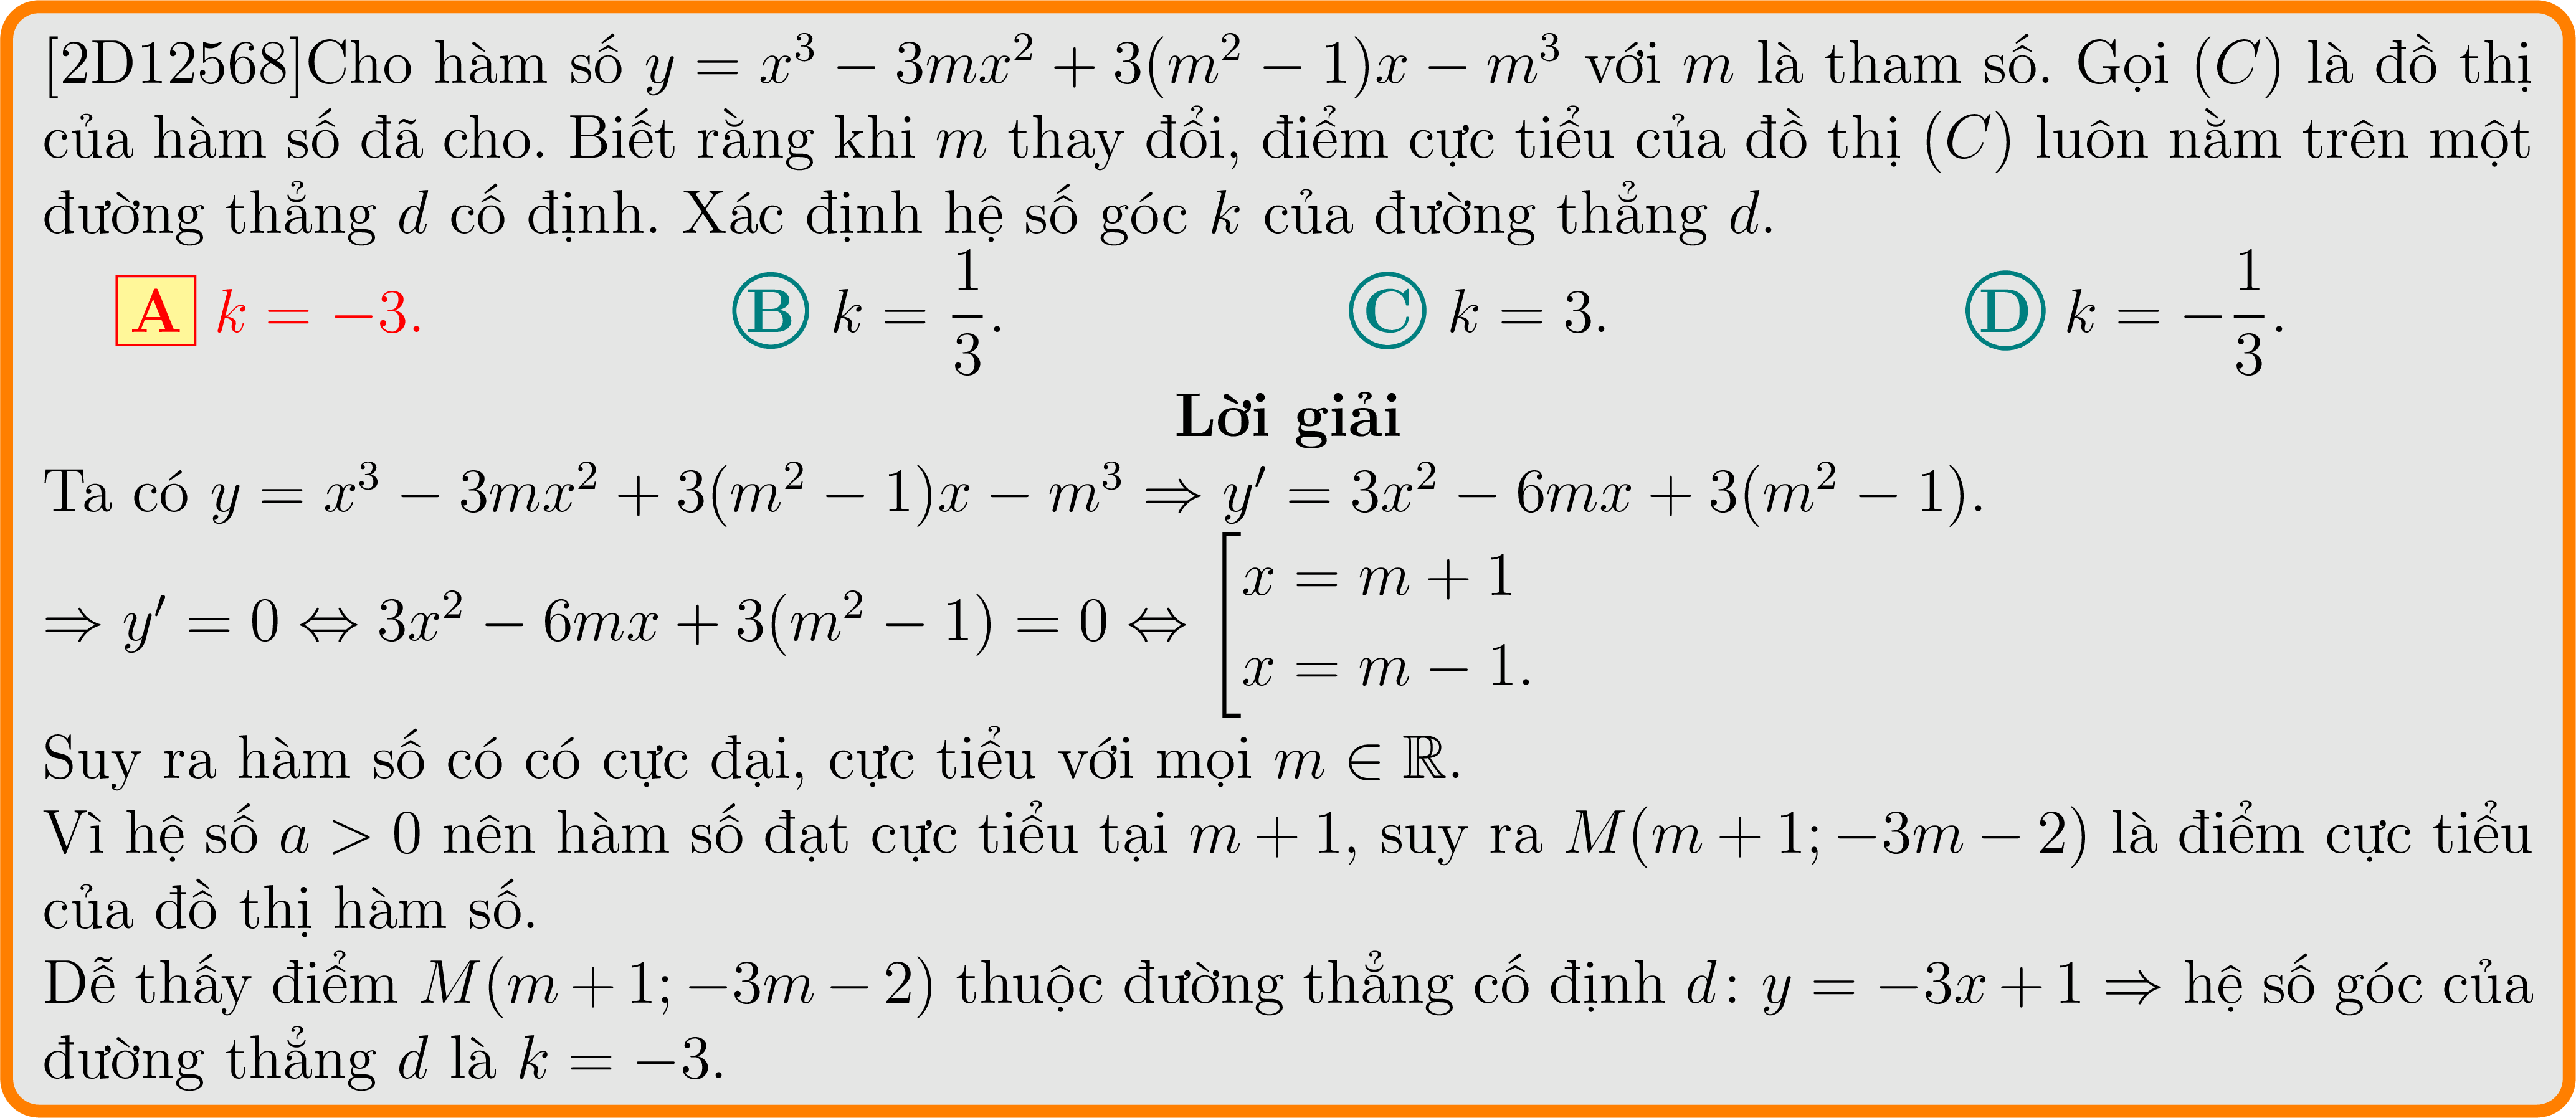 [2D12568]Cho hàm số $y = x^3 - 3mx^2 + 3(m^2 - 1)x - m^3$ với $m$ là tham số. Gọi $(C)$ là đồ thị
của hàm số đã cho. Biết rằng khi $m$ thay đổi, điểm cực tiểu của đồ thị $(C)$ luôn nằm trên một
đường thẳng $d$ cố định. Xác định hệ số góc $k$ của đường thẳng $d$.
A $k = -3.$ B $k = \frac{1}{3}.$ C $k = 3.$ D $k = -\frac{1}{3}.$
Lời giải
Ta có $y = x^3 - 3mx^2 + 3(m^2 - 1)x - m^3 \Rightarrow y' = 3x^2 - 6mx + 3(m^2 - 1).$
$\Rightarrow y' = 0 \Leftrightarrow 3x^2 - 6mx + 3(m^2 - 1) = 0 \Leftrightarrow \left[\begin{array}{l} x = m + 1 \\ x = m - 1. \end{array}\right.$
Suy ra hàm số có có cực đại, cực tiểu với mọi $m \in \mathbb{R}$.
Vì hệ số $a > 0$ nên hàm số đạt cực tiểu tại $m + 1$, suy ra $M(m + 1; -3m - 2)$ là điểm cực tiểu
của đồ thị hàm số.
Dễ thấy điểm $M(m + 1; -3m - 2)$ thuộc đường thẳng cố định $d: y = -3x + 1 \Rightarrow$ hệ số góc của
đường thẳng $d$ là $k = -3$.